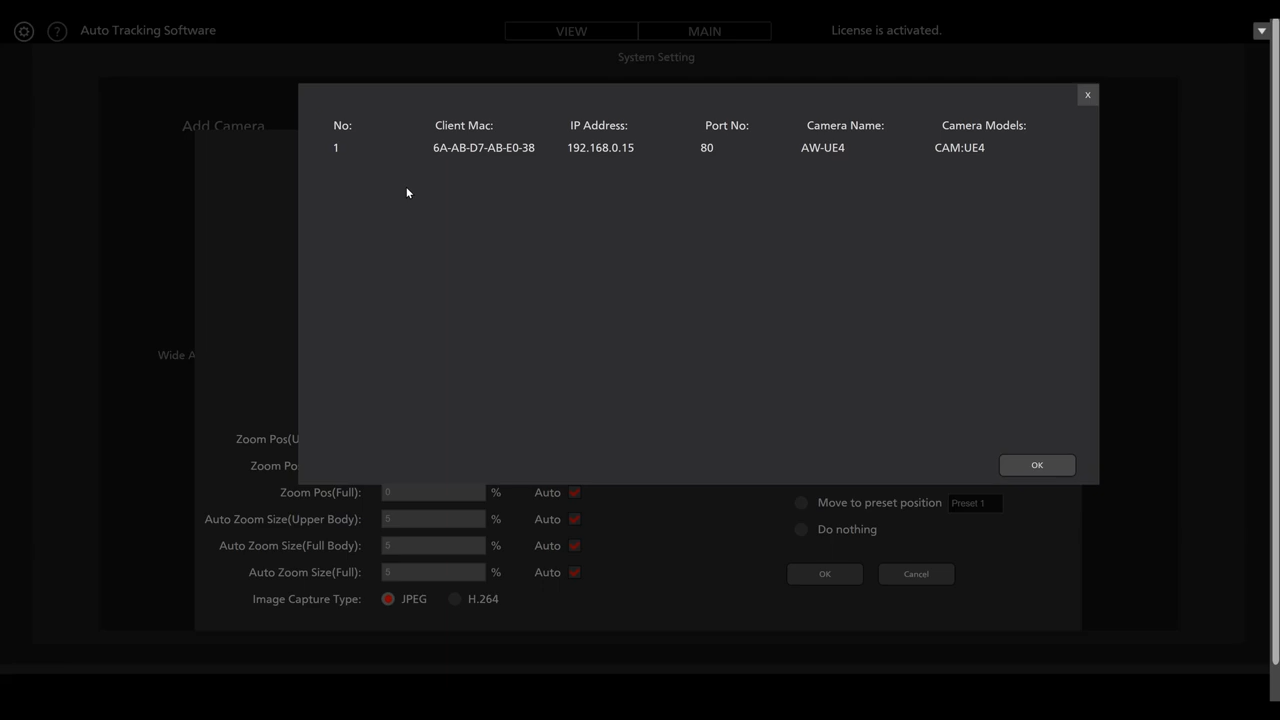 ? Auto Tracking Software VIEW MAIN License is activated.
System Setting
X
Add Camera
No: Client Mac: IP Address: Port No: Camera Name: Camera Models:
1 6A-AB-D7-AB-E0-38 192.168.0.15 80 AW-UE4 CAM:UE4
Wide A
Zoom Pos(U
Zoom Pos
OK
Zoom Pos(Full): 0 % Auto
Move to preset position Preset 1
Auto Zoom Size(Upper Body): 5 % Auto
Do nothing
Auto Zoom Size(Full Body): 5 % Auto
Auto Zoom Size(Full): 5 % Auto
OK Cancel
Image Capture Type: JPEG H.264